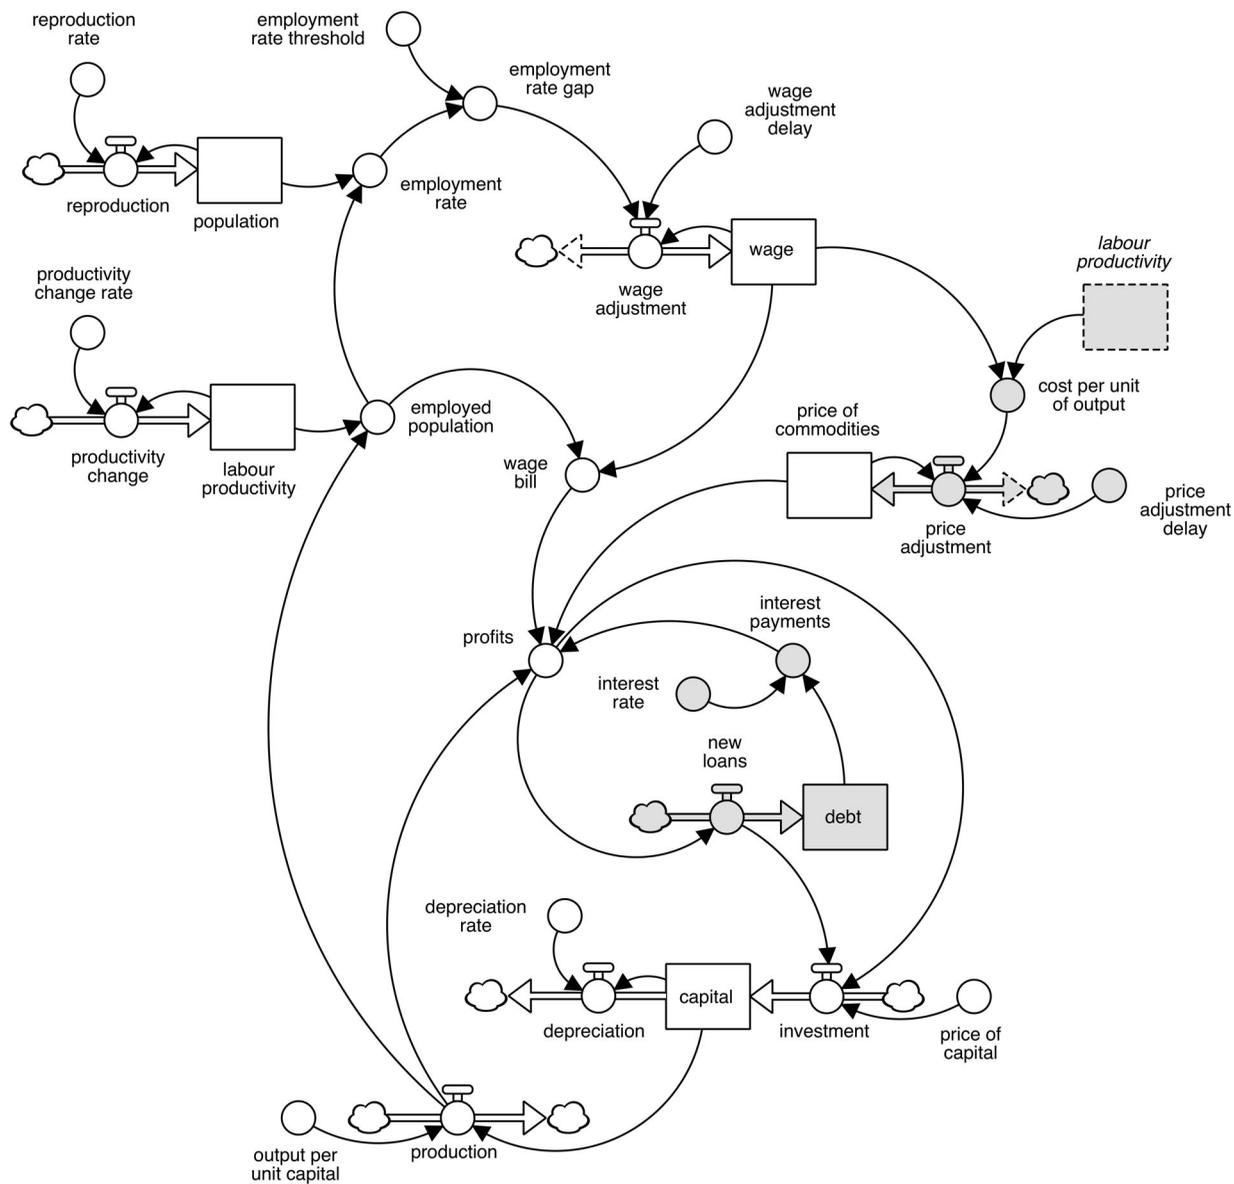 reproduction
rate
employment
rate threshold
employment
rate gap
wage
adjustment
delay
employment
rate
reproduction
population
wage
wage
adjustment
labour
productivity
productivity
change rate
cost per unit
of output
employed
population
price of
commodities
productivity
change
labour
productivity
wage
bill
price
adjustment
price
adjustment
delay
profits
interest
payments
interest
rate
new
loans
debt
depreciation
rate
capital
depreciation
investment
price of
capital
output per
unit capital
production